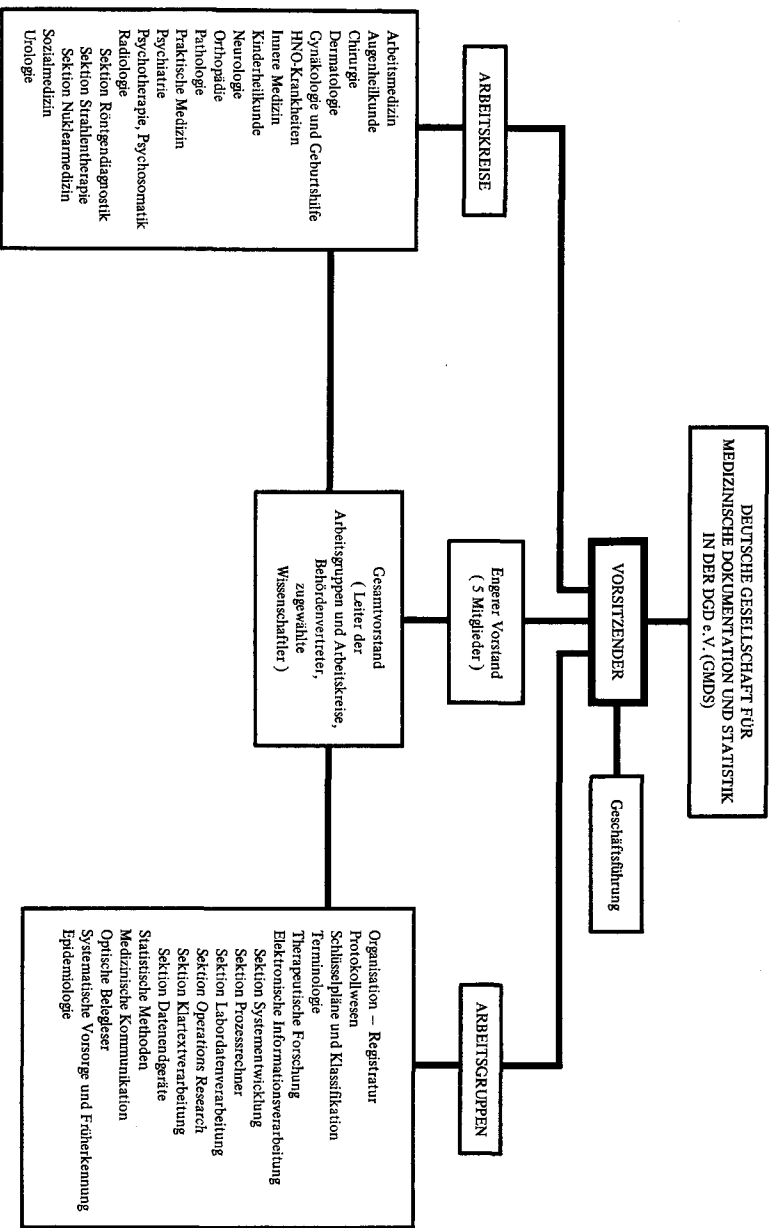 DEUTSCHE GESELLSCHAFT FÜR
MEDIZINISCHE DOKUMENTATION UND STATISTIK
IN DER DGD e.V. (GMDS)
VORSITZENDER
Geschäftsführung
Engerer Vorstand
( 5 Mitglieder )
ARBEITSKREISE
ARBEITSGRUPPEN
Gesamtvorstand
( Leiter der
Arbeitsgruppen und Arbeitskreise,
Behördenvertreter,
zugewählte
Wissenschaftler )
Arbeitsmedizin
Augenheilkunde
Chirurgie
Dermatologie
Gynäkologie und Geburtshilfe
HNO-Krankheiten
Innere Medizin
Kinderheilkunde
Neurologie
Orthopädie
Pathologie
Praktische Medizin
Psychiatrie
Psychotherapie, Psychosomatik
Radiologie
Sektion Röntgendiagnostik
Sektion Strahlentherapie
Sektion Nuklearmedizin
Sozialmedizin
Urologie
Organisation – Registratur
Protokollwesen
Schlüsselpläne und Klassifikation
Terminologie
Therapeutische Forschung
Elektronische Informationsverarbeitung
Sektion Systementwicklung
Sektion Prozessrechner
Sektion Labordatenverarbeitung
Sektion Operations Research
Sektion Klartextverarbeitung
Sektion Datenendgeräte
Statistische Methoden
Medizinische Kommunikation
Optische Belegleser
Systematische Vorsorge und Früherkennung
Epidemiologie